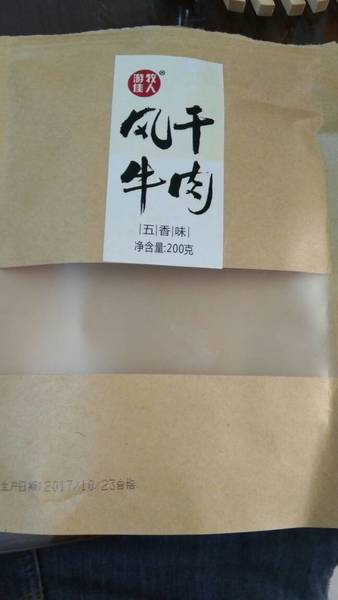 游牧®
佳人
风干
牛肉
|五|香|味|
净含量:200克
生产日期:2017/10/23合格